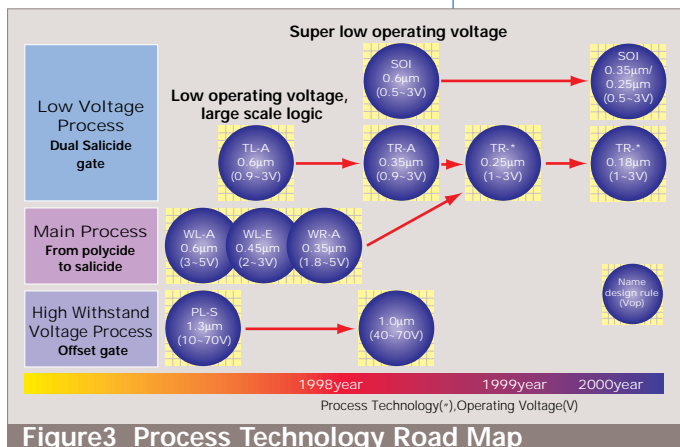 Super low operating voltage
SOI
0.6μm
(0.5~3V)
SOI
0.35μm/
0.25μm
(0.5~3V)
Low Voltage
Process
Dual Salicide
gate
Low operating voltage,
large scale logic
TL-A
0.6μm
(0.9~3V)
TR-A
0.35μm
(0.9~3V)
TR-*
0.25μm
(1~3V)
TR-*
0.18μm
(1~3V)
Main Process
From polycide
to salicide
WL-A
0.6μm
(3~5V)
WL-E
0.45μm
(2~3V)
WR-A
0.35μm
(1.8~5V)
Name
design rule
(Vop)
High Withstand
Voltage Process
Offset gate
PL-S
1.3μm
(10~70V)
1.0μm
(40~70V)
1998year
1999year
2000year
Process Technology(*),Operating Voltage(V)
Figure3 Process Technology Road Map